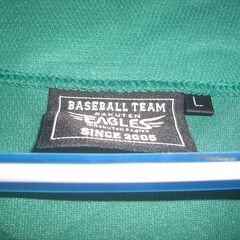 BASEBALL TEAM
RAKUTEN
EAGLES
SINCE 2005
L